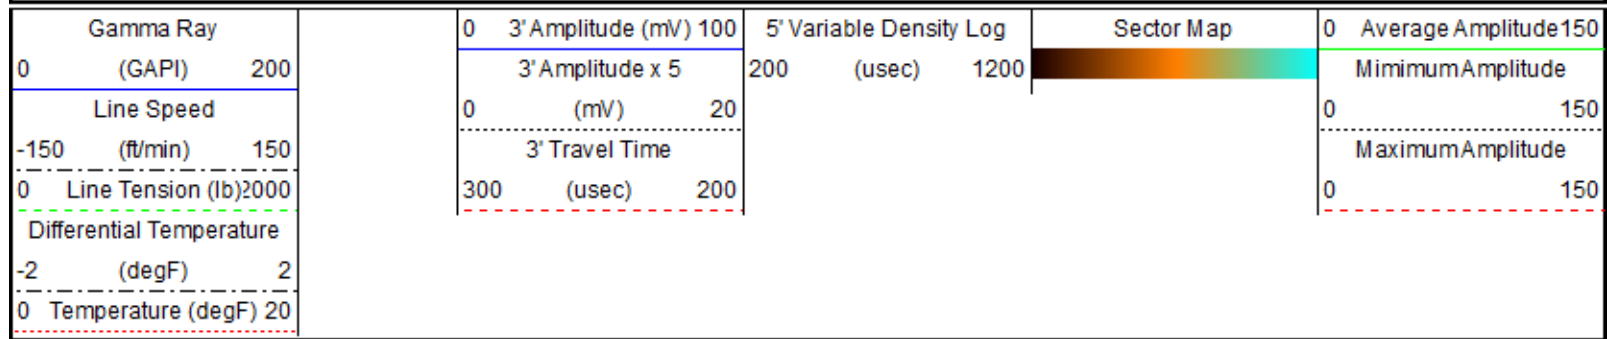 Gamma Ray
0 (GAPI) 200
Line Speed
-150 (ft/min) 150
0 Line Tension (lb)2000
Differential Temperature
-2 (degF) 2
0 Temperature (degF) 20
0 3' Amplitude (mV) 100
3' Amplitude x 5
0 (mV) 20
3' Travel Time
300 (usec) 200
5' Variable Density Log
200 (usec) 1200
Sector Map
0 Average Amplitude150
Mimimum Amplitude
0 150
Maximum Amplitude
0 150